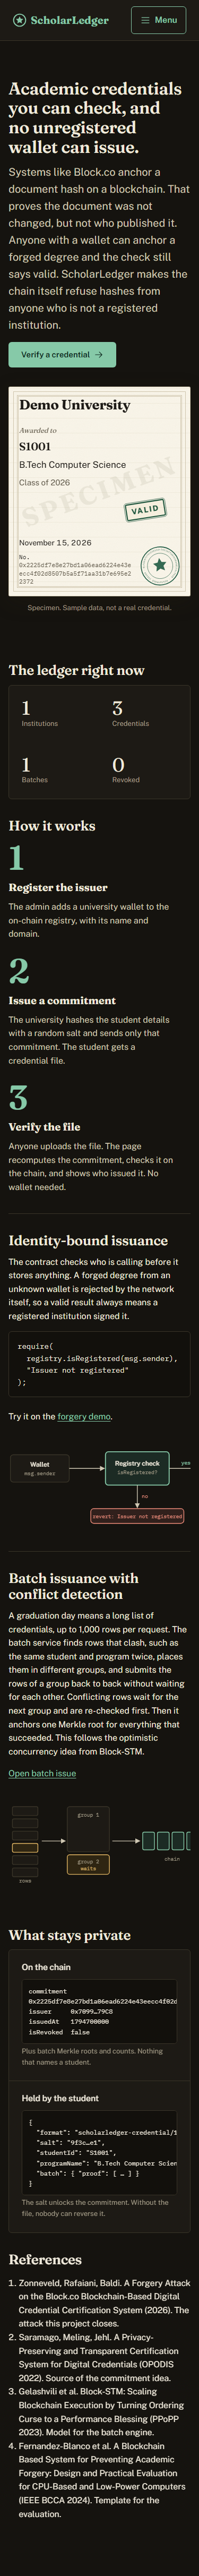 ScholarLedger
Menu
Academic credentials
you can check, and
no unregistered
wallet can issue.
Systems like Block.co anchor a
document hash on a blockchain. That
proves the document was not
changed, but not who published it.
Anyone with a wallet can anchor a
forged degree and the check still
says valid. ScholarLedger makes the
chain itself refuse hashes from
anyone who is not a registered
institution.
Verify a credential →
Demo University
Awarded to
S1001
B.Tech Computer Science
Class of 2026
SPECIMEN
VALID
November 15, 2026
No.
Specimen. Sample data, not a real credential.
The ledger right now
1
Institutions
3
Credentials
1
Batches
0
Revoked
How it works
1
Register the issuer
The admin adds a university wallet to the
on-chain registry, with its name and
domain.
2
Issue a commitment
The university hashes the student details
with a random salt and sends only that
commitment. The student gets a
credential file.
3
Verify the file
Anyone uploads the file. The page
recomputes the commitment, checks it on
the chain, and shows who issued it. No
wallet needed.
Identity-bound issuance
The contract checks who is calling before it
stores anything. A forged degree from an
unknown wallet is rejected by the network
itself, so a valid result always means a
registered institution signed it.
require(
registry.isRegistered(msg.sender),
"Issuer not registered"
);
Try it on the forgery demo.
Wallet
msg.sender
Registry check
isRegistered?
yes
no
revert: Issuer not registered
Batch issuance with
conflict detection
A graduation day means a long list of
credentials, up to 1,000 rows per request. The
batch service finds rows that clash, such as
the same student and program twice, places
them in different groups, and submits the
rows of a group back to back without waiting
for each other. Conflicting rows wait for the
next group and are re-checked first. Then it
anchors one Merkle root for everything that
succeeded. This follows the optimistic
concurrency idea from Block-STM.
Open batch issue
group 1
group 2
waits
rows
chain
What stays private
On the chain
commitment
issuer 0x7099…79C8
issuedAt 1794700000
isRevoked false
Plus batch Merkle roots and counts. Nothing
that names a student.
Held by the student
{
"format": "scholarledger-credential/1
"salt": "9f3c…e1",
"studentId": "S1001",
"programName": "B.Tech Computer Scien
"batch": { "proof": [ … ] }
}
The salt unlocks the commitment. Without the
file, nobody can reverse it.
References
1. Zonneveld, Rafaiani, Baldi. A Forgery Attack
on the Block.co Blockchain-Based Digital
Credential Certification System (2026). The
attack this project closes.
2. Saramago, Meling, Jehl. A Privacy-
Preserving and Transparent Certification
System for Digital Credentials (OPODIS
2022). Source of the commitment idea.
3. Gelashvili et al. Block-STM: Scaling
Blockchain Execution by Turning Ordering
Curse to a Performance Blessing (PPoPP
2023). Model for the batch engine.
4. Fernandez-Blanco et al. A Blockchain
Based System for Preventing Academic
Forgery: Design and Practical Evaluation
for CPU-Based and Low-Power Computers
(IEEE BCCA 2024). Template for the
evaluation.